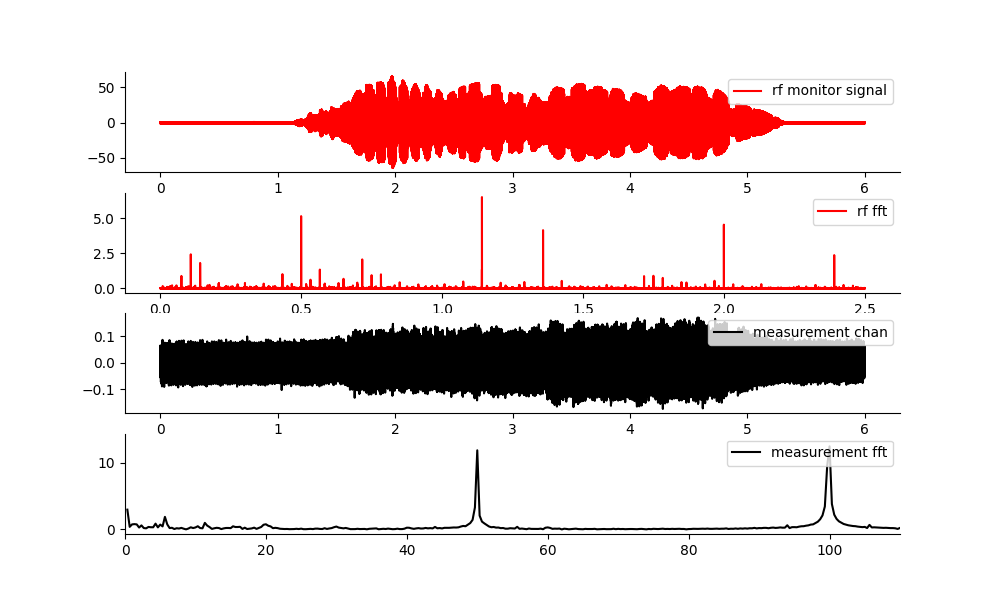 rf monitor signal
50
0
−50
0 1 2 3 4 5 6
rf fft
5.0
2.5
0.0
0.0 0.5 1.0 1.5 2.0 2.5
measurement chan
0.1
0.0
−0.1
0 1 2 3 4 5 6
measurement fft
10
0
0 20 40 60 80 100